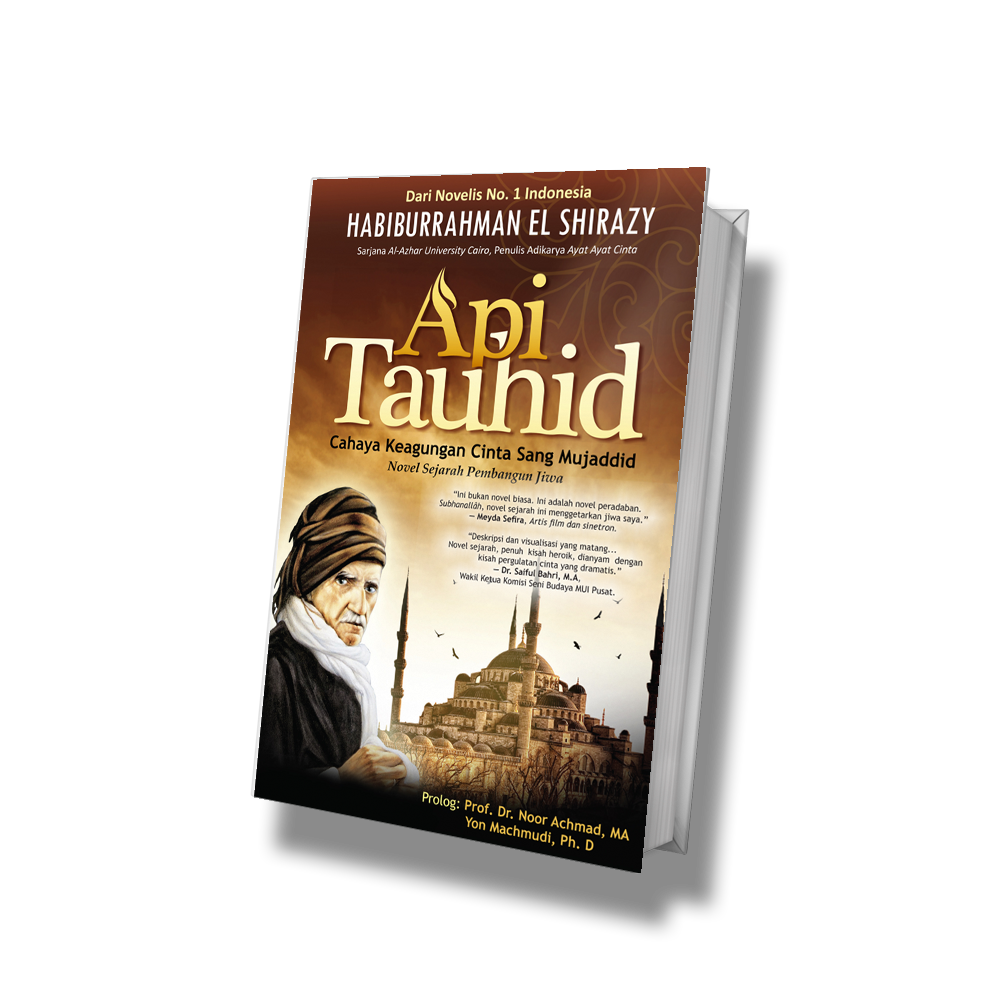 Dari Novelis No. 1 Indonesia
HABIBURRAHMAN EL SHIRAZY
Sarjana Al-Azhar University Cairo, Penulis Adikarya Ayat Ayat Cinta
Api
Tauhid
Cahaya Keagungan Cinta Sang Mujaddid
Novel Sejarah Pembangun Jiwa
“Ini bukan novel biasa. Ini adalah novel peradaban.
Subhanallâh, novel sejarah ini menggetarkan jiwa saya.”
— Meyda Sefira, Artis film dan sinetron.
“Deskripsi dan visualisasi yang matang...
Novel sejarah, penuh kisah heroik, dianyam dengan
kisah pergulatan cinta yang dramatis.”
— Dr. Saiful Bahri, M.A,
Wakil Ketua Komisi Seni Budaya MUI Pusat.
Prolog: Prof. Dr. Noor Achmad, MA
Yon Machmudi, Ph. D